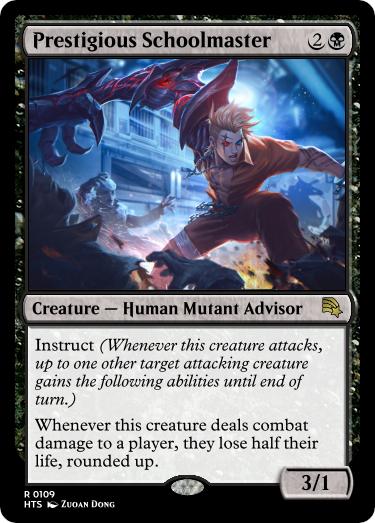 Prestigious Schoolmaster 2
Creature — Human Mutant Advisor
Instruct (Whenever this creature attacks,
up to one other target attacking creature
gains the following abilities until end of
turn.)
Whenever this creature deals combat
damage to a player, they lose half their
life, rounded up.
3/1
R 0109
HTS Zuoan Dong